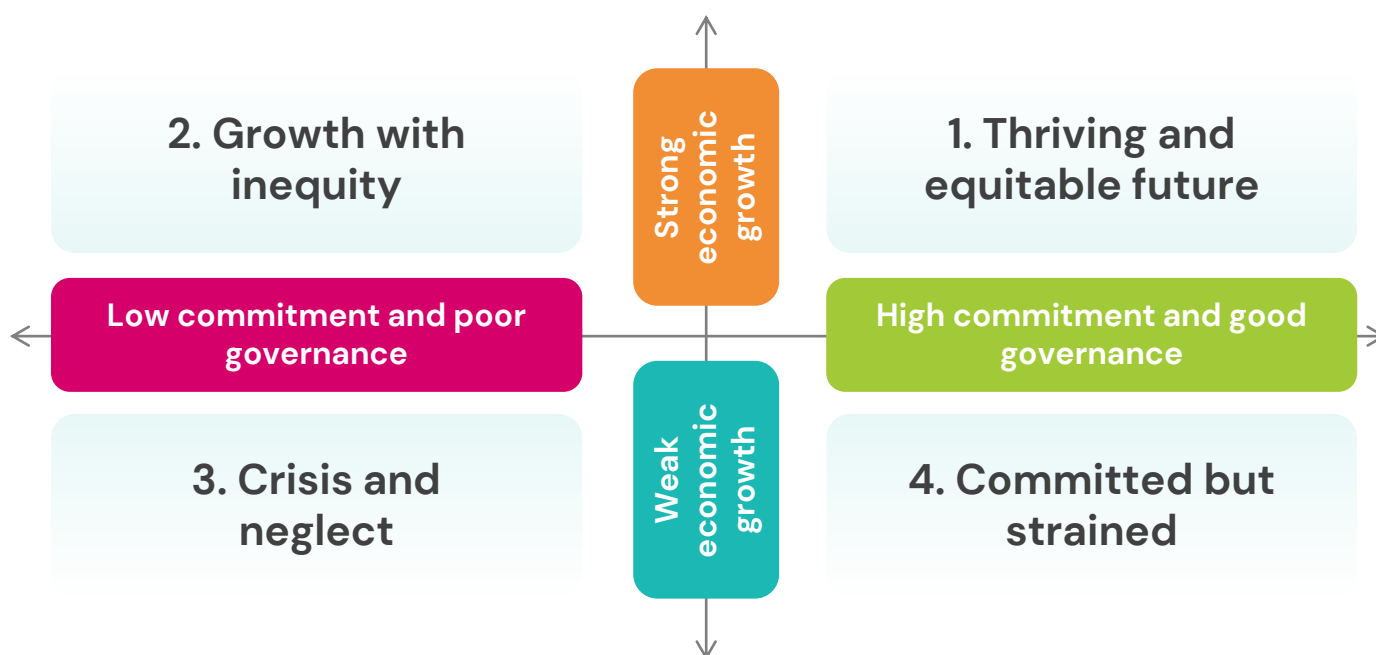 2. Growth with
inequity
Strong
economic
growth
1. Thriving and
equitable future
Low commitment and poor
governance
High commitment and good
governance
3. Crisis and
neglect
Weak
economic
growth
4. Committed but
strained